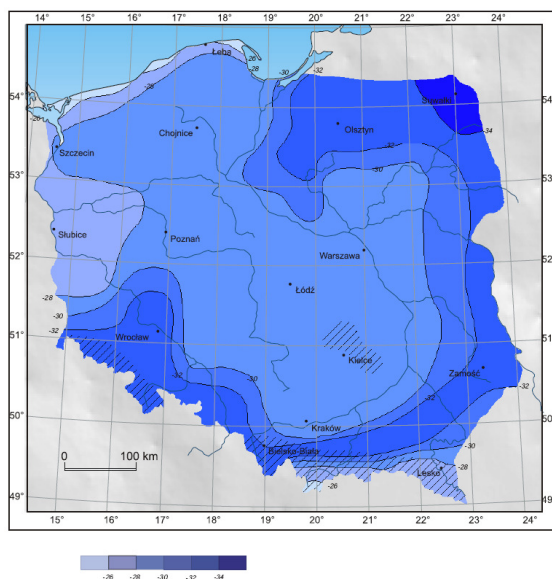 14° 15° 16° 17° 18° 19° 20° 21° 22° 23° 24°
Łeba
-26
-28
-30
-32
-28
54°
54°
-26
Suwałki
Chojnice
Olsztyn
-34
Szczecin
-32
53°
-30
53°
Słubice
Poznań
Warszawa
52°
52°
-28
Łódź
-30
-32
51°
Wrocław
Kielce
51°
-32
-30
Zamość
-32
-32
50°
Kraków
50°
Bielsko-Biała
-30
-28
Lesko
0 100 km
-26
49°
49°
15° 16° 17° 18° 19° 20° 21° 22° 23° 24°
-26 -28 -30 -32 -34